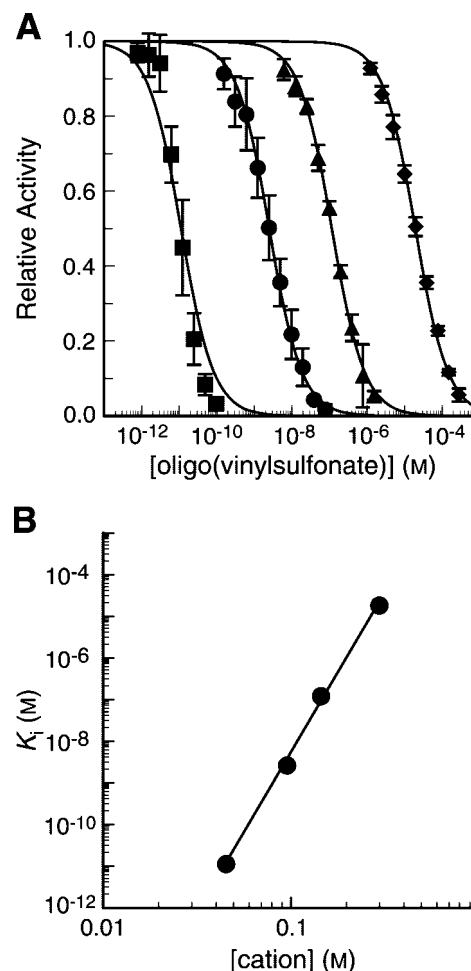 A
1.0
0.8
0.6
0.4
0.2
0.0
Relative Activity
10-12 10-10 10-8 10-6 10-4
[oligo(vinylsulfonate)] (M)
B
10-4
10-6
10-8
10-10
10-12
Ki (M)
0.01 0.1
[cation] (M)